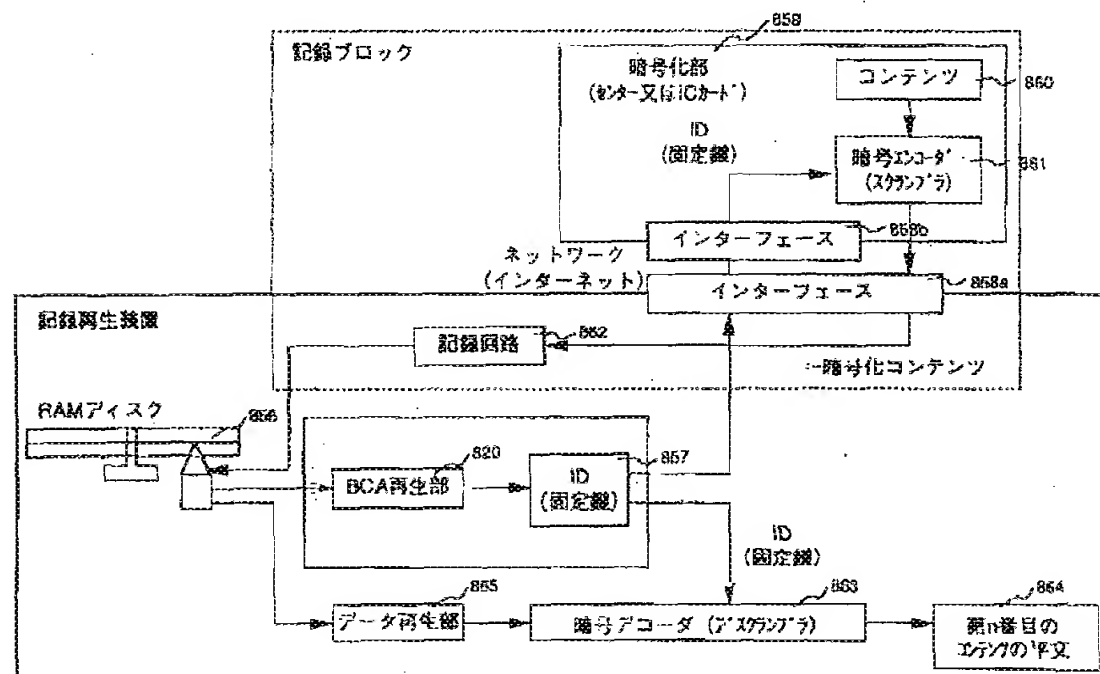 859
記録ブロック
暗号化部
(センター又はICカード)
コンテンツ
860
ID
(固定鍵)
暗号エンコーダ
(スクランブラ)
861
858b
インターフェース
ネットワーク
(インターネット)
インターフェース
858a
記録再生装置
862
記録回路
暗号化コンテンツ
RAMディスク
856
820
BCA再生部
857
ID
(固定鍵)
ID
(固定鍵)
865
データ再生部
863
暗号デコーダ (デスクランブラ)
864
第n番目の
コンテンツの平文